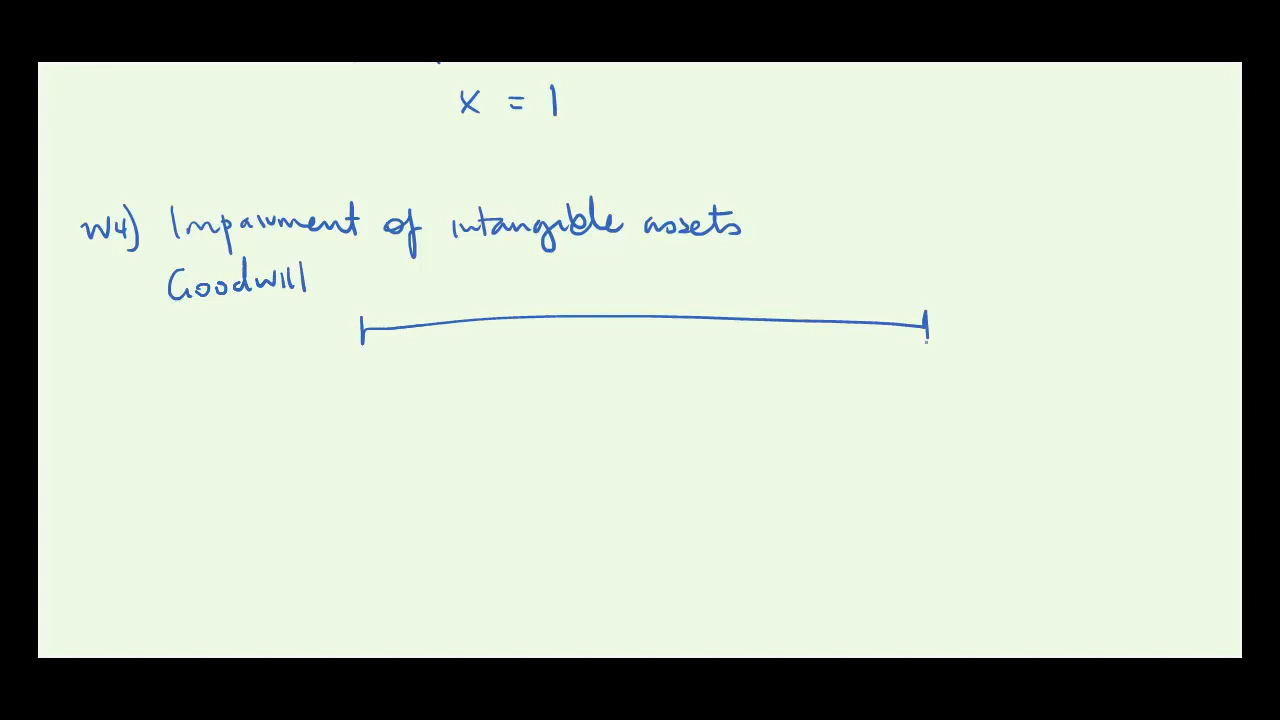 x = 1
W4) Impairment of intangible assets
Goodwill